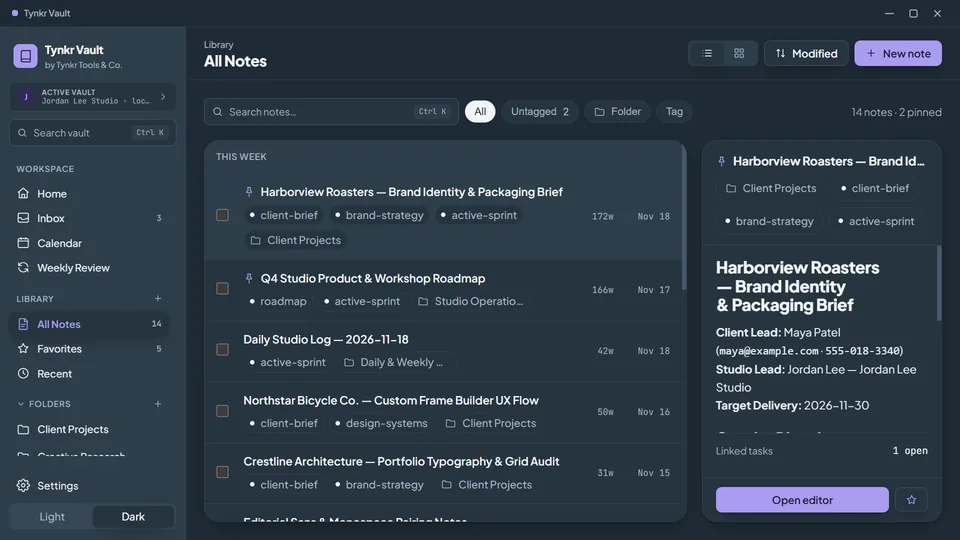 Tynkr Vault
Tynkr Vault
by Tynkr Tools & Co.
J
ACTIVE VAULT
Jordan Lee Studio · loc…
Search vault
Ctrl K
WORKSPACE
Home
Inbox 3
Calendar
Weekly Review
LIBRARY
All Notes 14
Favorites 5
Recent
FOLDERS
Client Projects
Creative Research
Settings
Light
Dark
Library
All Notes
Modified
New note
Search notes…
Ctrl K
All
Untagged 2
Folder
Tag
14 notes · 2 pinned
THIS WEEK
Harborview Roasters — Brand Identity & Packaging Brief
client-brief
brand-strategy
active-sprint
Client Projects
172w
Nov 18
Q4 Studio Product & Workshop Roadmap
roadmap
active-sprint
Studio Operatio…
166w
Nov 17
Daily Studio Log — 2026-11-18
active-sprint
Daily & Weekly …
42w
Nov 18
Northstar Bicycle Co. — Custom Frame Builder UX Flow
client-brief
design-systems
Client Projects
50w
Nov 16
Crestline Architecture — Portfolio Typography & Grid Audit
client-brief
brand-strategy
Client Projects
31w
Nov 15
Editorial Sans & Monospace Pairing Notes
Harborview Roasters — Brand Id…
Client Projects
client-brief
brand-strategy
active-sprint
Harborview Roasters
— Brand Identity
& Packaging Brief
Client Lead: Maya Patel
(maya@example.com · 555-018-3340)
Studio Lead: Jordan Lee — Jordan Lee
Studio
Target Delivery: 2026-11-30
Linked tasks
1 open
Open editor